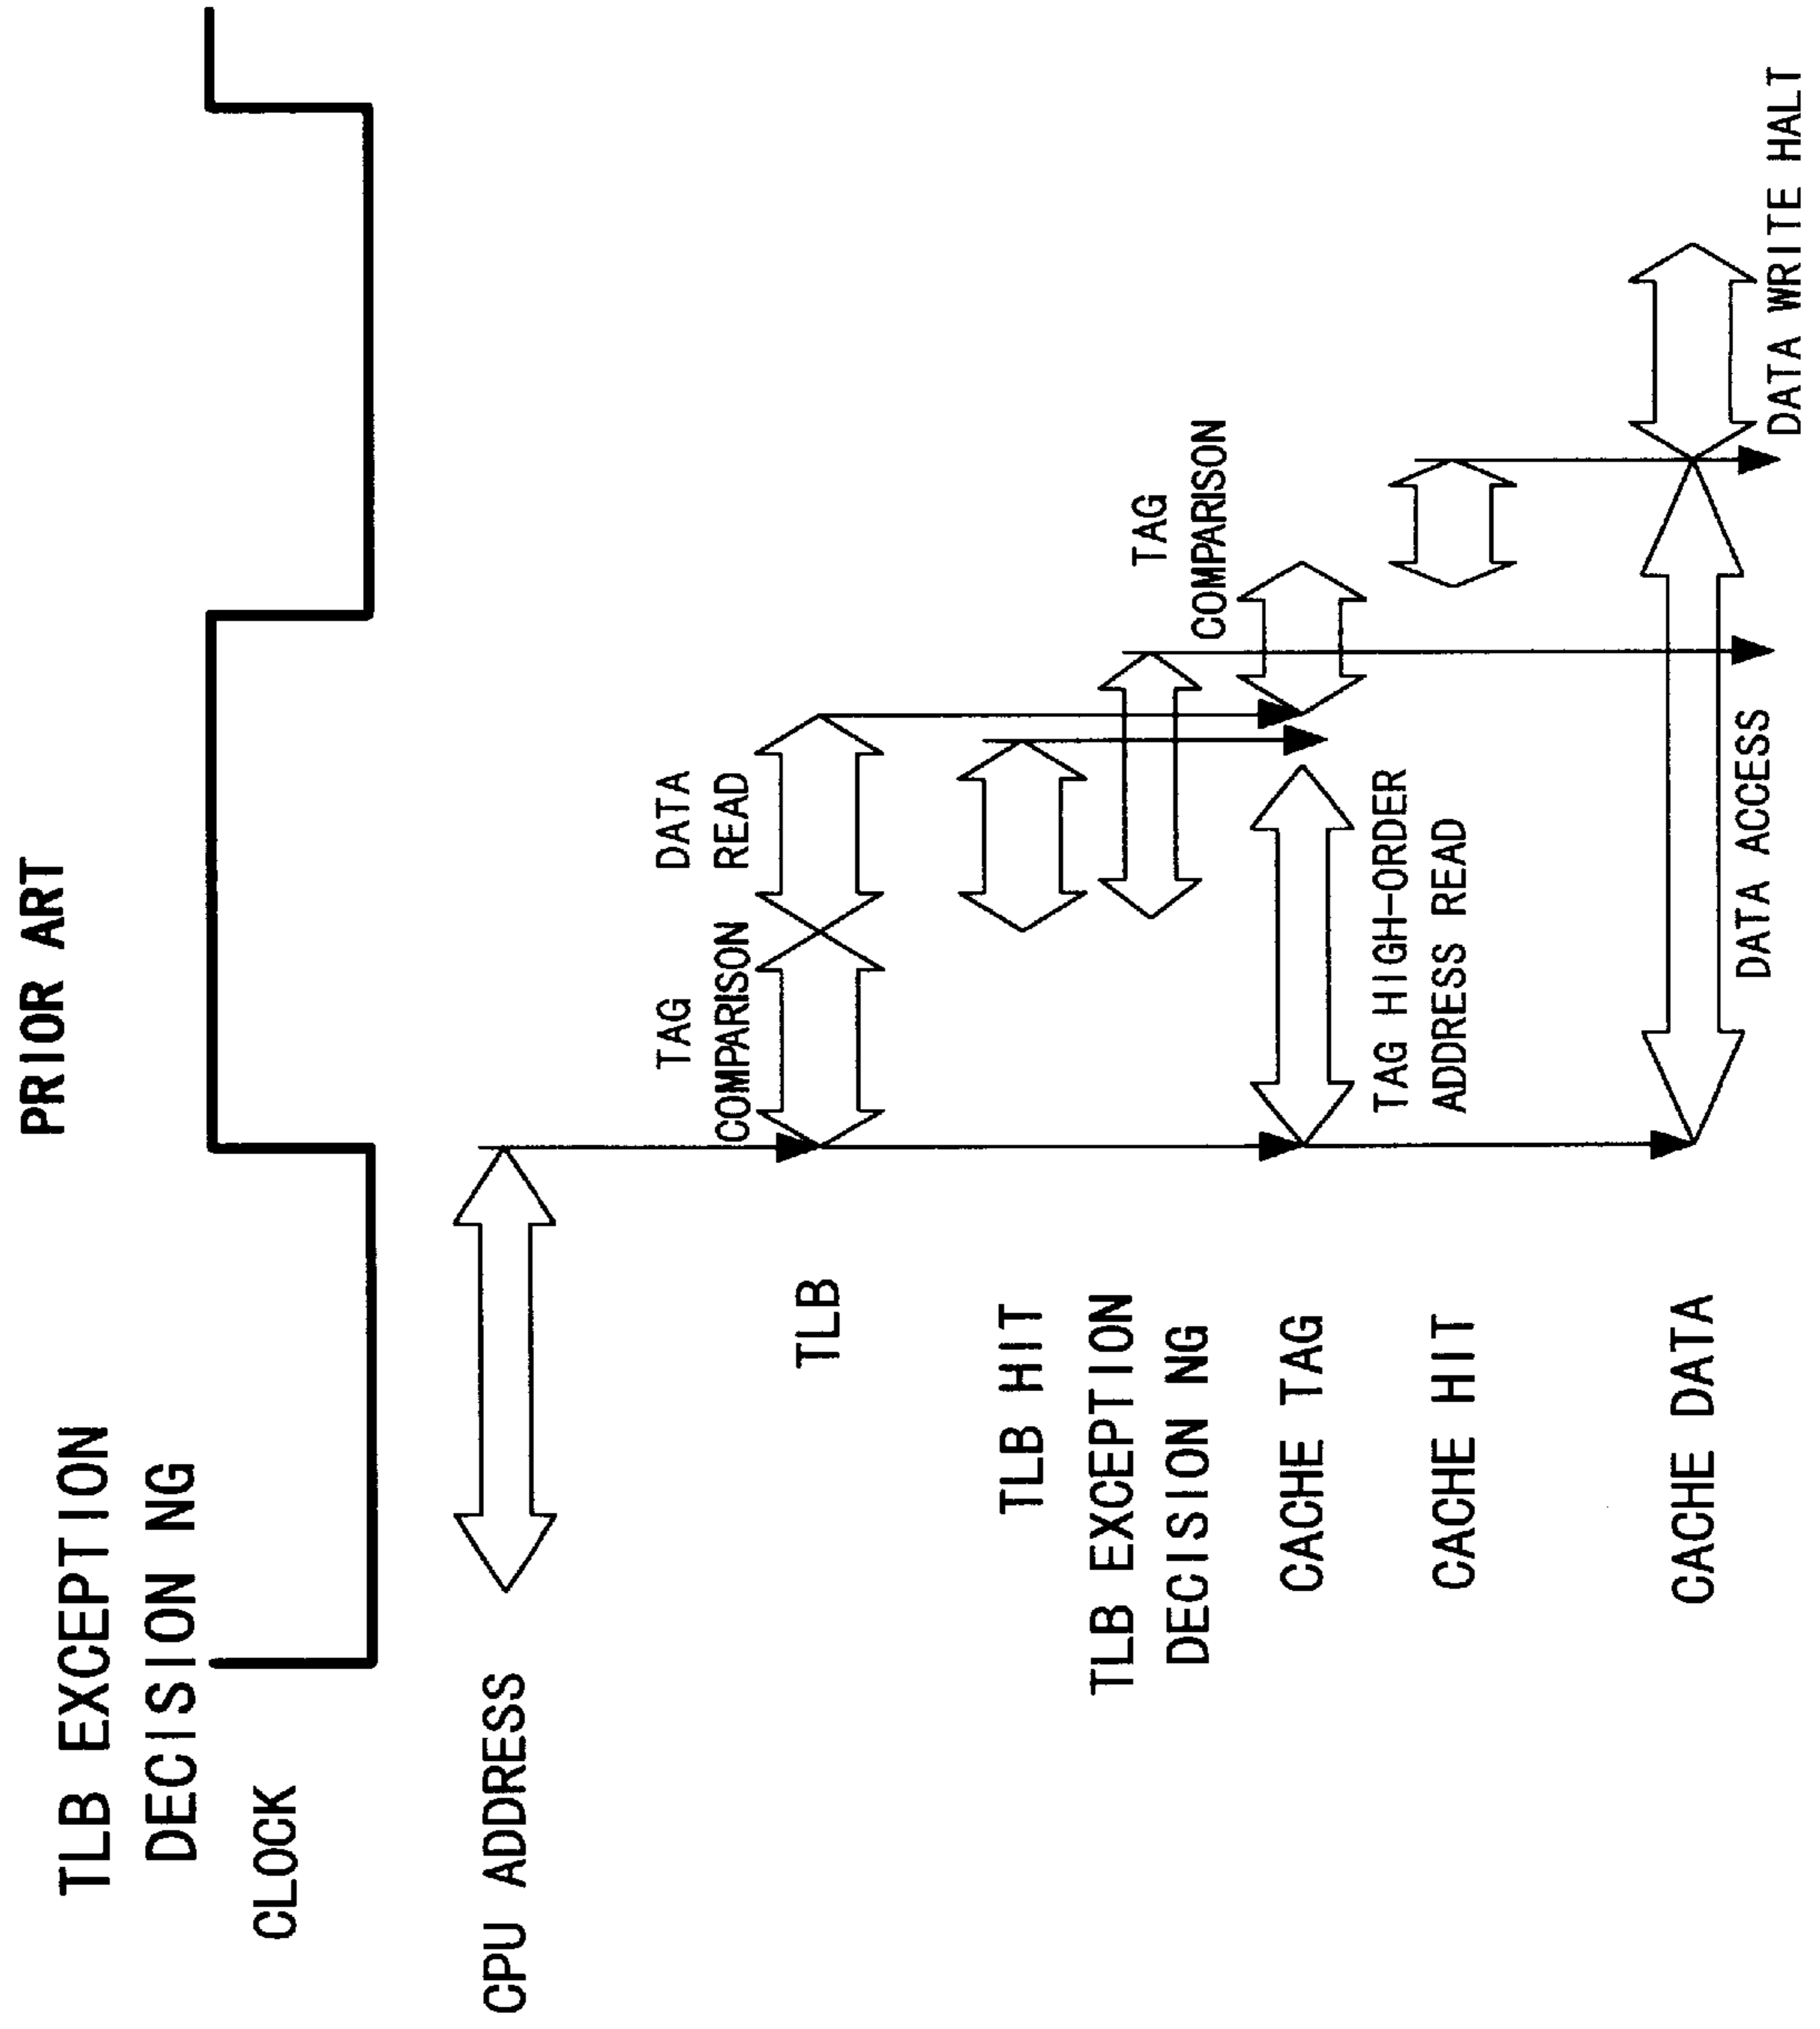 PRIOR ART
TLB EXCEPTION
DECISION NG
CLOCK
CPU ADDRESS
TAG
COMPARISON
DATA
READ
TLB
TLB HIT
TLB EXCEPTION
DECISION NG
TAG
COMPARISON
CACHE TAG
TAG HIGH-ORDER
ADDRESS READ
CACHE HIT
CACHE DATA
DATA ACCESS
DATA WRITE HALT